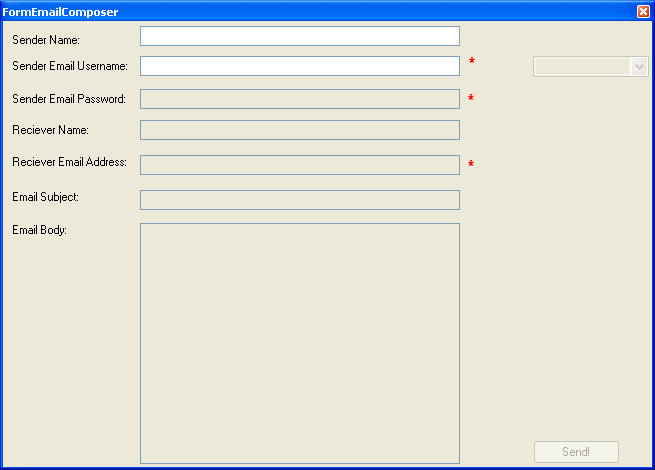 FormEmailComposer
Sender Name:
Sender Email Username: *
Sender Email Password: *
Reciever Name:
Reciever Email Address: *
Email Subject:
Email Body:
Send!